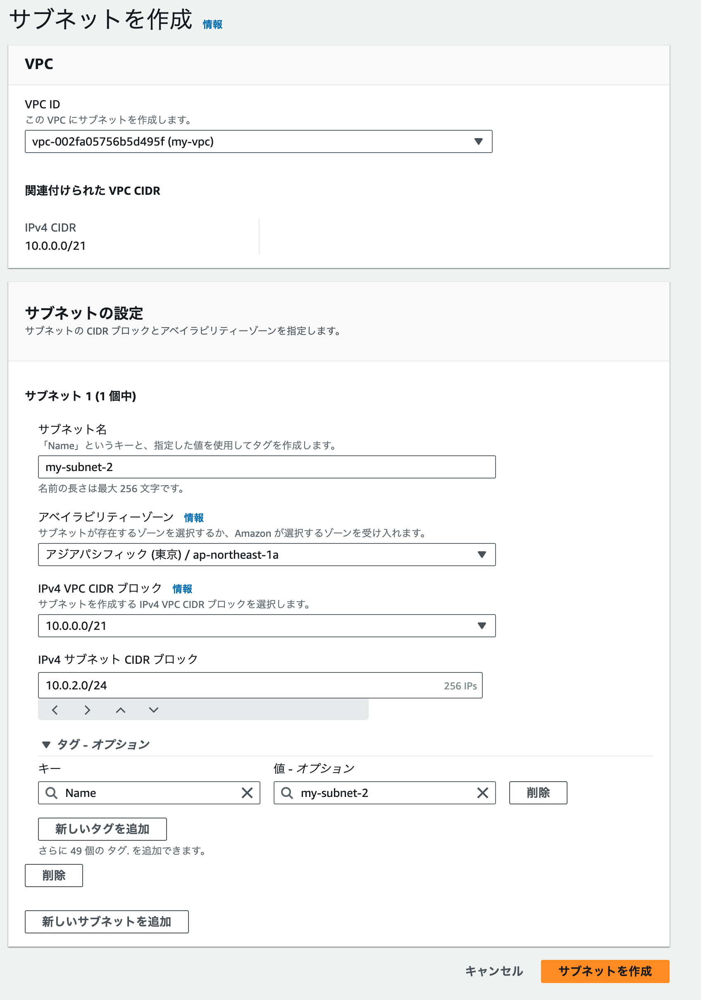 サブネットを作成 情報
VPC
VPC ID
この VPC にサブネットを作成します。
vpc-002fa05756b5d495f (my-vpc)
関連付けられた VPC CIDR
IPv4 CIDR
10.0.0.0/21
サブネットの設定
サブネットの CIDR ブロックとアベイラビリティーゾーンを指定します。
サブネット 1 (1 個中)
サブネット名
「Name」というキーと、指定した値を使用してタグを作成します。
my-subnet-2
名前の長さは最大 256 文字です。
アベイラビリティーゾーン 情報
サブネットが存在するゾーンを選択するか、Amazon が選択するゾーンを受け入れます。
アジアパシフィック (東京) / ap-northeast-1a
IPv4 VPC CIDR ブロック 情報
サブネットを作成する IPv4 VPC CIDR ブロックを選択します。
10.0.0.0/21
IPv4 サブネット CIDR ブロック
10.0.2.0/24 256 IPs
タグ - オプション
キー 値 - オプション
Name my-subnet-2 削除
新しいタグを追加
さらに 49 個の タグ. を追加できます。
削除
新しいサブネットを追加
キャンセル サブネットを作成